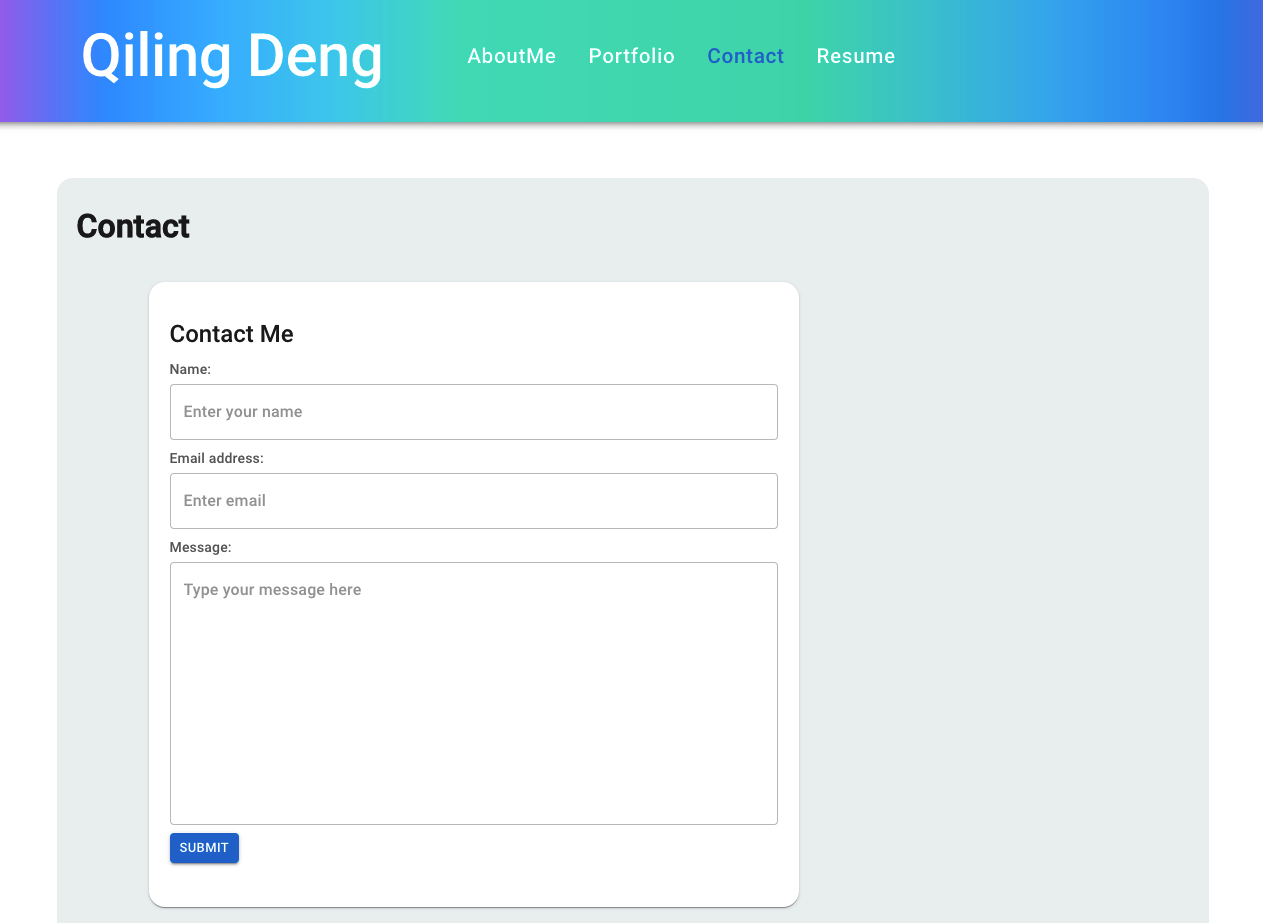 Qiling Deng
AboutMe Portfolio Contact Resume
Contact
Contact Me
Name:
Enter your name
Email address:
Enter email
Message:
Type your message here
SUBMIT